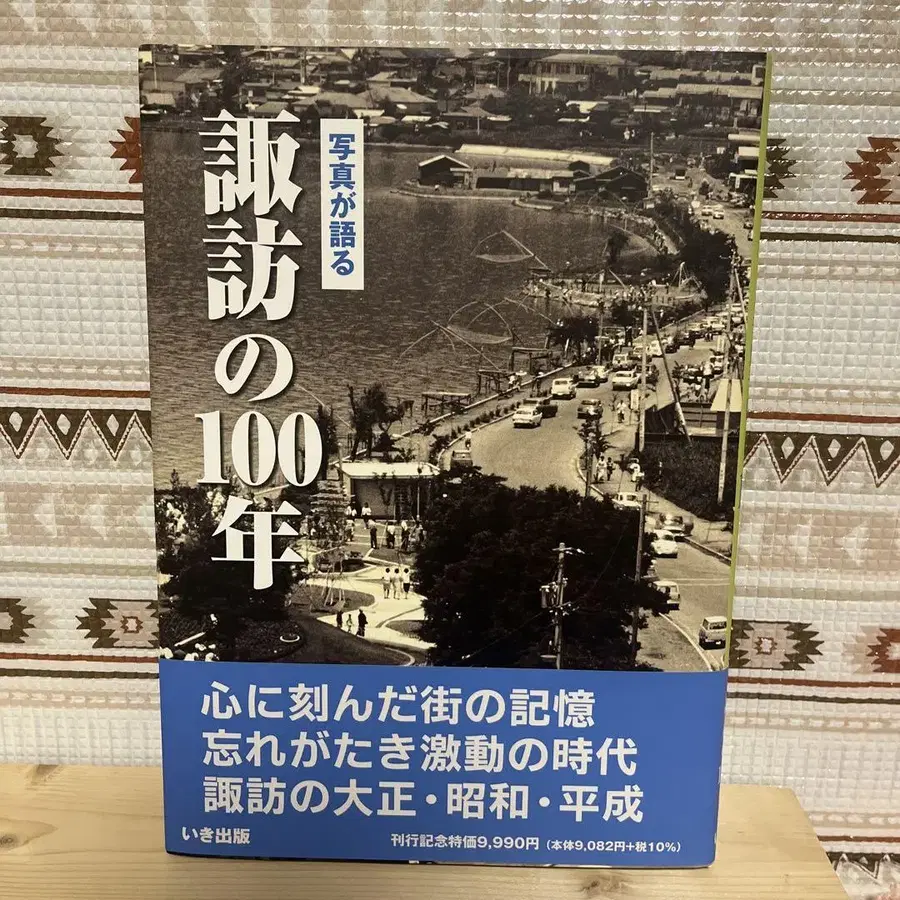 写真が語る
諏訪の100年
心に刻んだ街の記憶
忘れがたき激動の時代
諏訪の大正・昭和・平成
いき出版
刊行記念特価9,990円（本体9,082円+税10%）